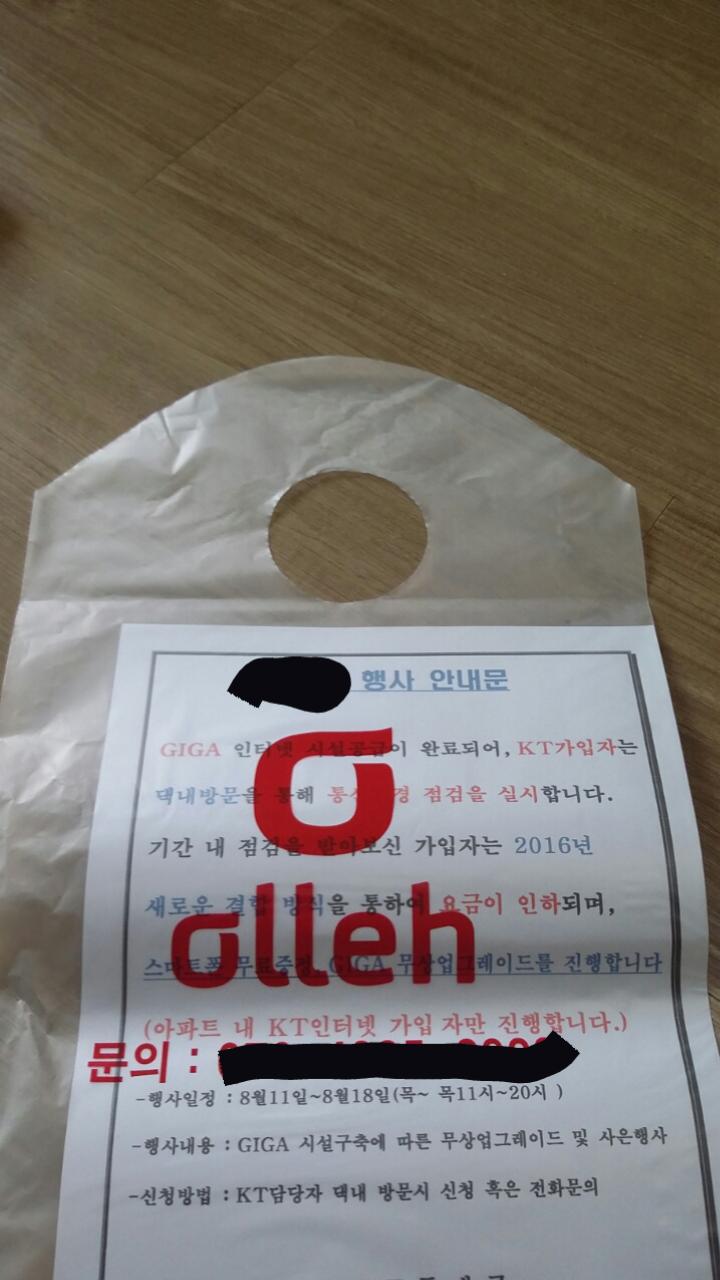 행사 안내문
GIGA 인터넷 시설공급이 완료되어, KT가입자는
댁내방문을 통해 통신 점검을 실시합니다.
기간 내 점검을 받아보신 가입자는 2016년
새로운 결합 방식을 통하여 요금이 인하되며,
olleh
스마트폰 무료증정, GIGA 무상업그레이드를 진행합니다
(아파트 내 KT인터넷 가입자만 진행합니다.)
문의 :
-행사일정 : 8월11일~8월18일(목~ 목11시~20시 )
-행사내용 : GIGA 시설구축에 따른 무상업그레이드 및 사은행사
-신청방법 : KT담당자 댁내 방문시 신청 혹은 전화문의